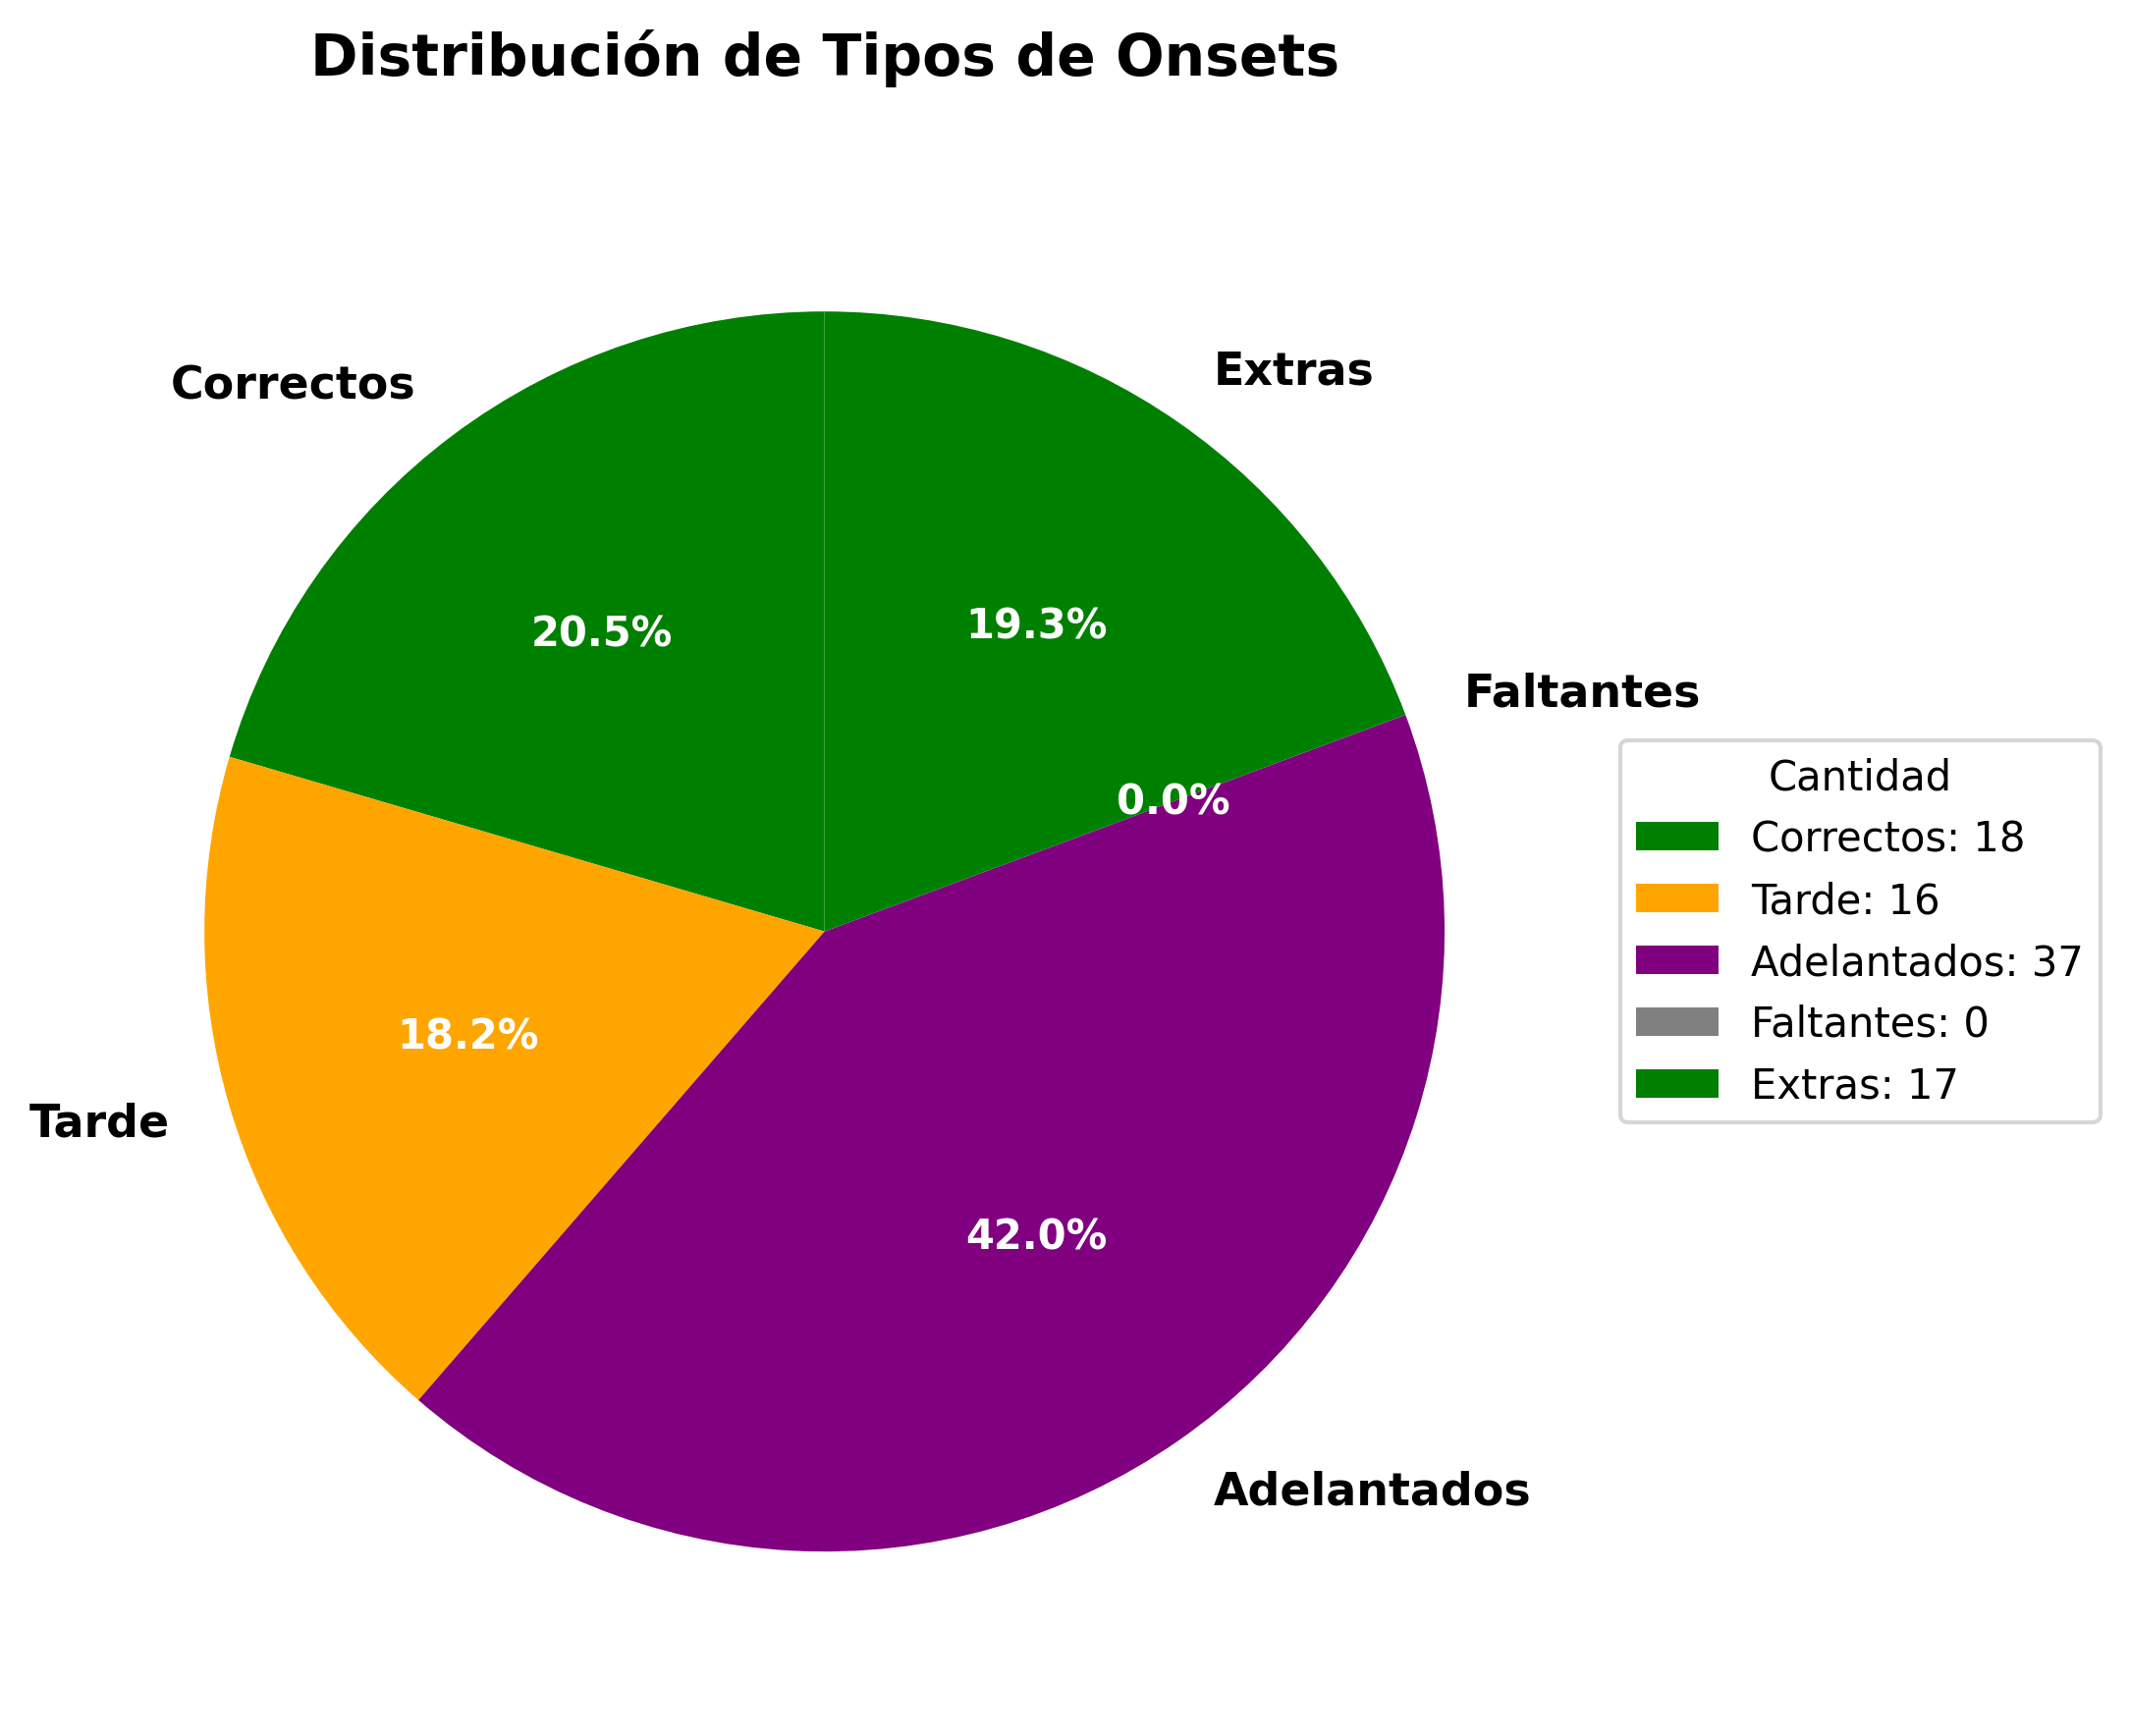 Distribución de Tipos de Onsets
Extras
Correctos
19.3%
20.5%
Faltantes
0.0%
Cantidad
Correctos: 18
Tarde: 16
Adelantados: 37
Faltantes: 0
Extras: 17
18.2%
Tarde
42.0%
Adelantados